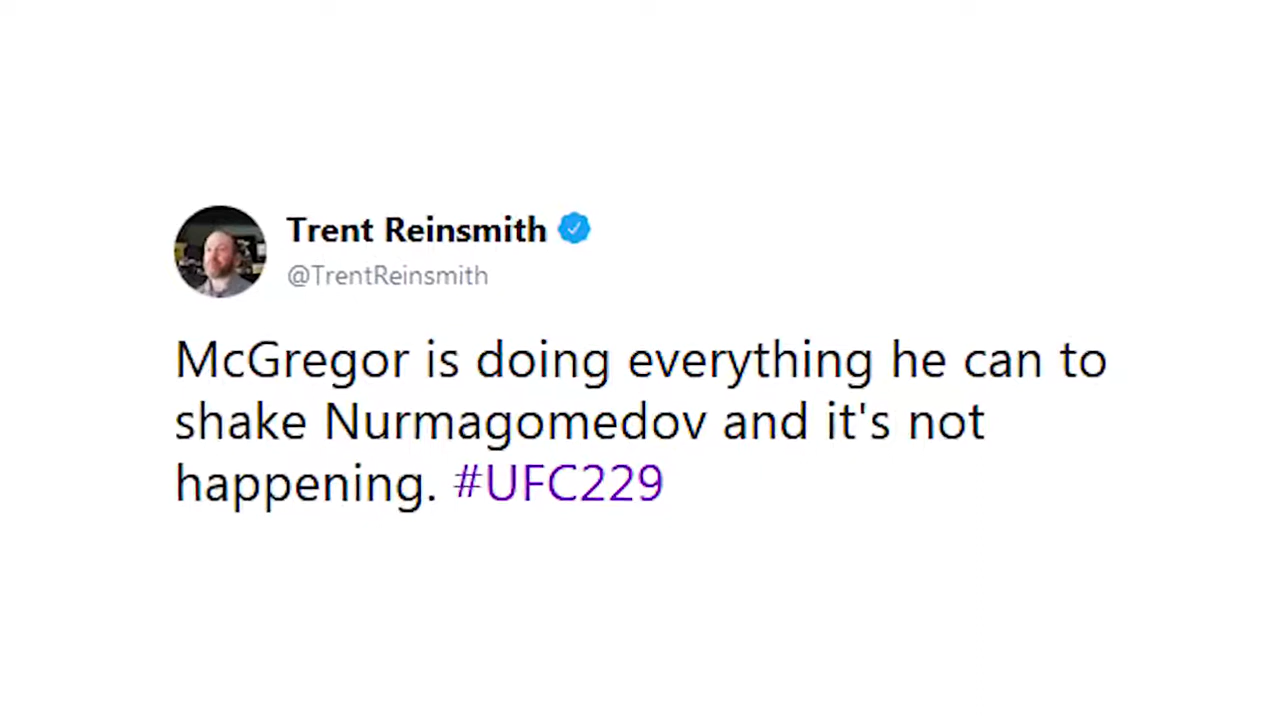 Trent Reinsmith
@TrentReinsmith
McGregor is doing everything he can to
shake Nurmagomedov and it's not
happening. #UFC229